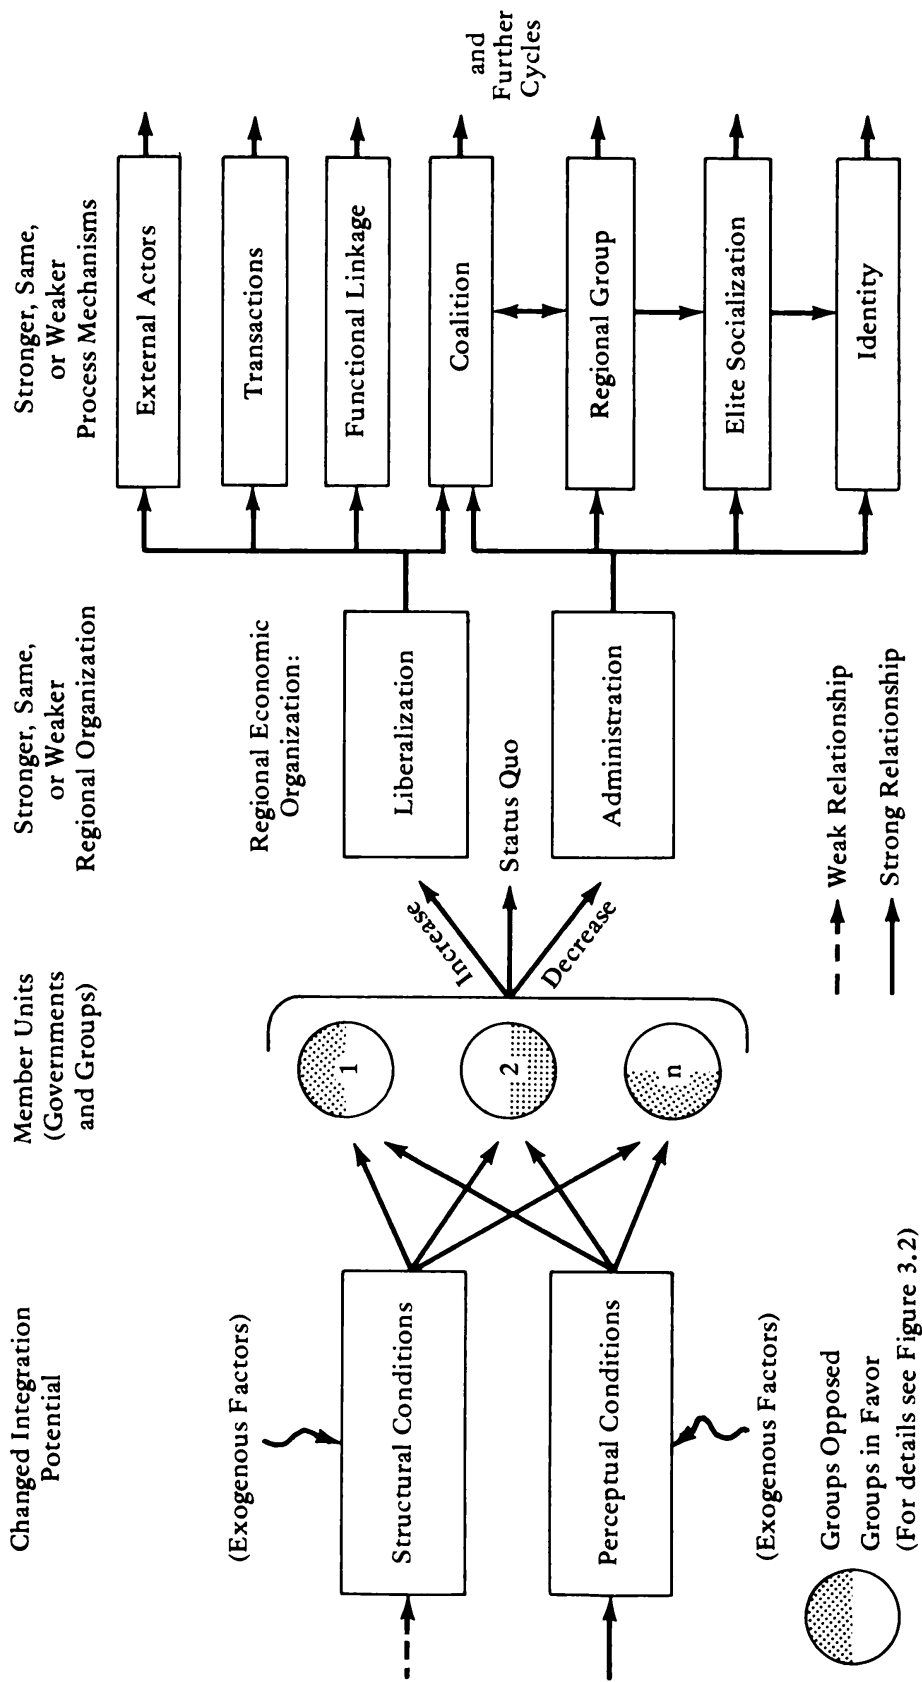 Changed Integration
Potential
Member Units
(Governments
and Groups)
Stronger, Same,
or Weaker
Regional Organization
Stronger, Same,
or Weaker
Process Mechanisms
(Exogenous Factors)
Structural Conditions
Perceptual Conditions
(Exogenous Factors)
1
2
n
Increase
Status Quo
Decrease
Regional Economic
Organization:
Liberalization
Administration
External Actors
Transactions
Functional Linkage
Coalition
Regional Group
Elite Socialization
Identity
and
Further
Cycles
Groups Opposed
Groups in Favor
(For details see Figure 3.2)
Weak Relationship
Strong Relationship